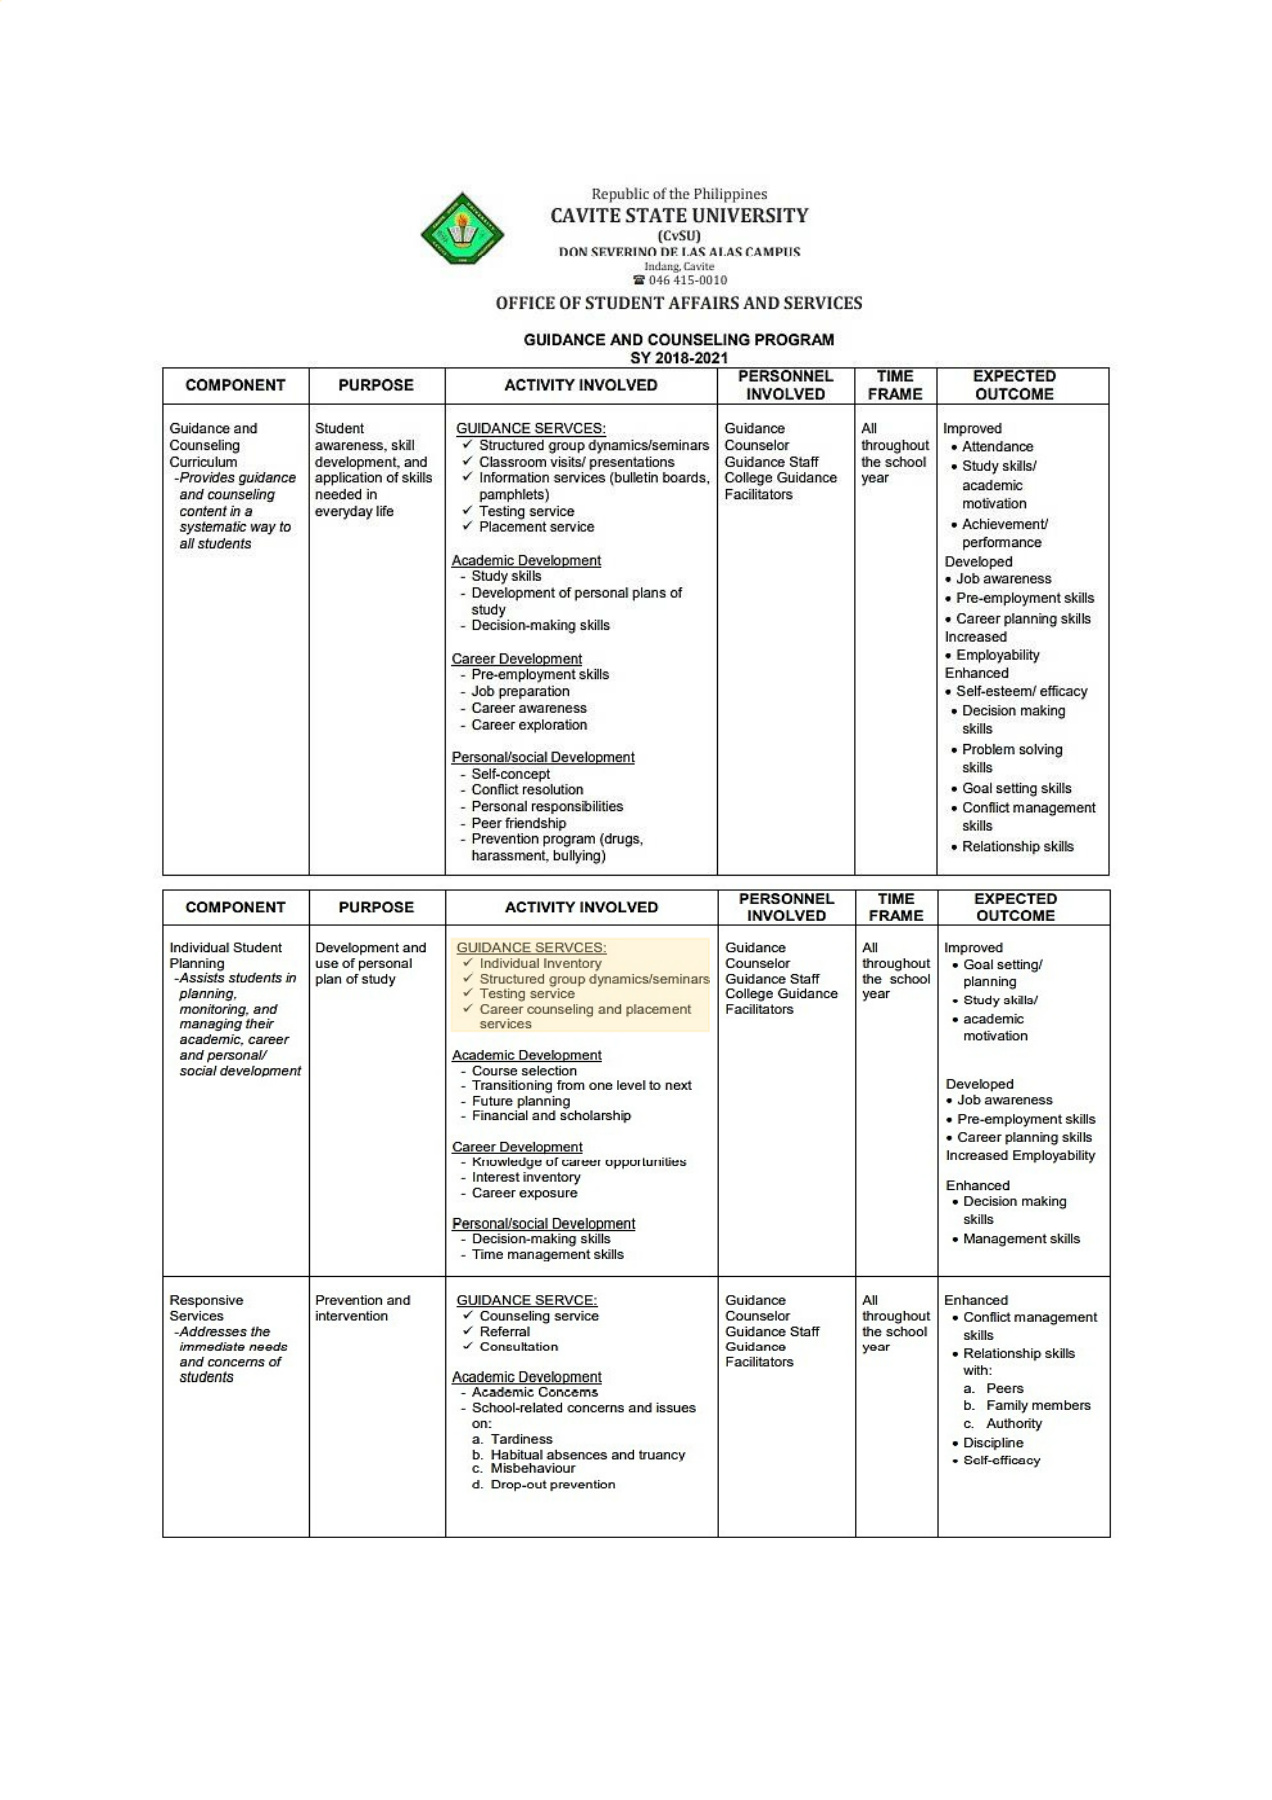 Republic of the Philippines
CAVITE STATE UNIVERSITY
(CvSU)
DON SEVERINO DE LAS ALAS CAMPUS
Indang, Cavite
☎ 046 415-0010
OFFICE OF STUDENT AFFAIRS AND SERVICES
GUIDANCE AND COUNSELING PROGRAM
SY 2018-2021
COMPONENT
PURPOSE
ACTIVITY INVOLVED
PERSONNEL
INVOLVED
TIME
FRAME
EXPECTED
OUTCOME
Guidance and
Counseling
Curriculum
-Provides guidance
and counseling
content in a
systematic way to
all students
Student
awareness, skill
development, and
application of skills
needed in
everyday life
GUIDANCE SERVCES:
✓ Structured group dynamics/seminars
✓ Classroom visits/ presentations
✓ Information services (bulletin boards,
pamphlets)
✓ Testing service
✓ Placement service
Academic Development
- Study skills
- Development of personal plans of
study
- Decision-making skills
Career Development
- Pre-employment skills
- Job preparation
- Career awareness
- Career exploration
Personal/social Development
- Self-concept
- Conflict resolution
- Personal responsibilities
- Peer friendship
- Prevention program (drugs,
harassment, bullying)
Guidance
Counselor
Guidance Staff
College Guidance
Facilitators
All
throughout
the school
year
Improved
• Attendance
• Study skills/
academic
motivation
• Achievement/
performance
Developed
• Job awareness
• Pre-employment skills
• Career planning skills
Increased
• Employability
Enhanced
• Self-esteem/ efficacy
• Decision making
skills
• Problem solving
skills
• Goal setting skills
• Conflict management
skills
• Relationship skills
COMPONENT
PURPOSE
ACTIVITY INVOLVED
PERSONNEL
INVOLVED
TIME
FRAME
EXPECTED
OUTCOME
Individual Student
Planning
-Assists students in
planning,
monitoring, and
managing their
academic, career
and personal/
social development
Development and
use of personal
plan of study
GUIDANCE SERVCES:
✓ Individual Inventory
✓ Structured group dynamics/seminars
✓ Testing service
✓ Career counseling and placement
services
Academic Development
- Course selection
- Transitioning from one level to next
- Future planning
- Financial and scholarship
Career Development
- Knowledge of career opportunities
- Interest inventory
- Career exposure
Personal/social Development
- Decision-making skills
- Time management skills
Guidance
Counselor
Guidance Staff
College Guidance
Facilitators
All
throughout
the school
year
Improved
• Goal setting/
planning
• Study skills/
• academic
motivation
Developed
• Job awareness
• Pre-employment skills
• Career planning skills
Increased Employability
Enhanced
• Decision making
skills
• Management skills
Responsive
Services
-Addresses the
immediate needs
and concerns of
students
Prevention and
intervention
GUIDANCE SERVCE:
✓ Counseling service
✓ Referral
✓ Consultation
Academic Development
- Academic Concerns
- School-related concerns and issues
on:
a. Tardiness
b. Habitual absences and truancy
c. Misbehaviour
d. Drop-out prevention
Guidance
Counselor
Guidance Staff
Guidance
Facilitators
All
throughout
the school
year
Enhanced
• Conflict management
skills
• Relationship skills
with:
a. Peers
b. Family members
c. Authority
• Discipline
• Self-efficacy